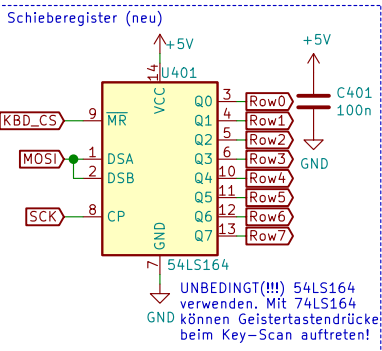 Schieberegister (neu)
+5V
U401
14
VCC
KBD_CS
9
MR
MOSI
1
DSA
2
DSB
SCK
8
CP
Q0
3
Row0
Q1
4
Row1
Q2
5
Row2
Q3
6
Row3
Q4
10
Row4
Q5
11
Row5
Q6
12
Row6
Q7
13
Row7
GND
7
54LS164
GND
+5V
C401
100n
GND
UNBEDINGT(!!!) 54LS164
verwenden. Mit 74LS164
können Geistertastendrücke
beim Key-Scan auftreten!